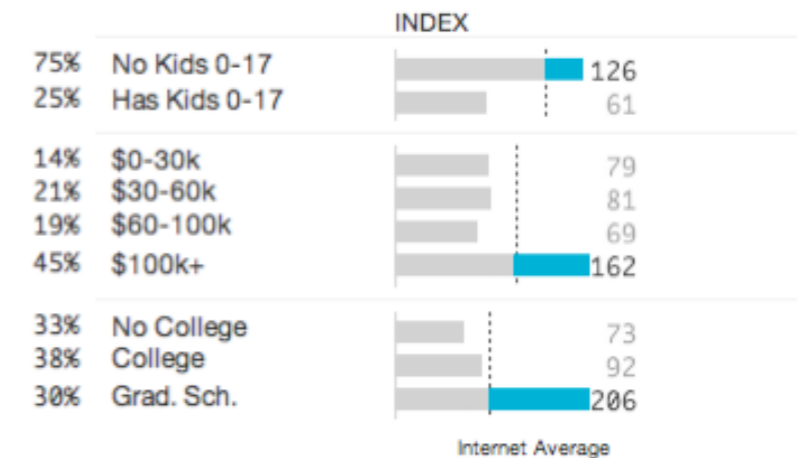 INDEX
75% No Kids 0-17 126
25% Has Kids 0-17 61
14% $0-30k 79
21% $30-60k 81
19% $60-100k 69
45% $100k+ 162
33% No College 73
38% College 92
30% Grad. Sch. 206
Internet Average